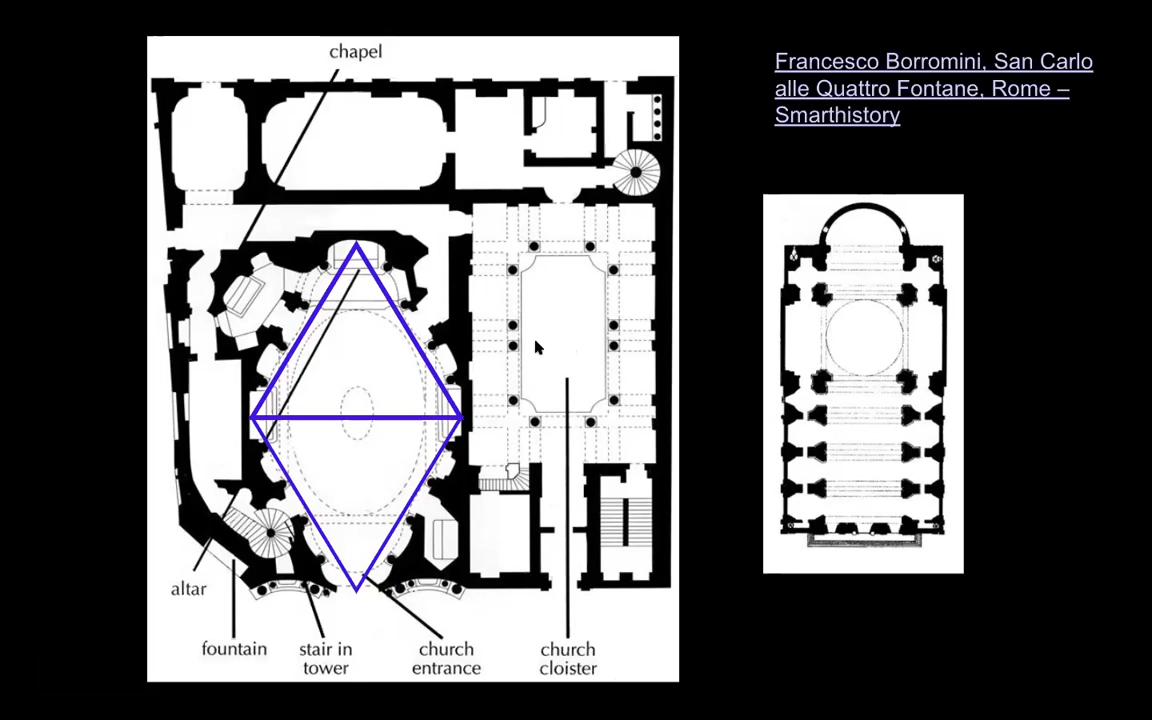 chapel
Francesco Borromini, San Carlo
alle Quattro Fontane, Rome –
Smarthistory
altar
fountain
stair in
tower
church
entrance
church
cloister